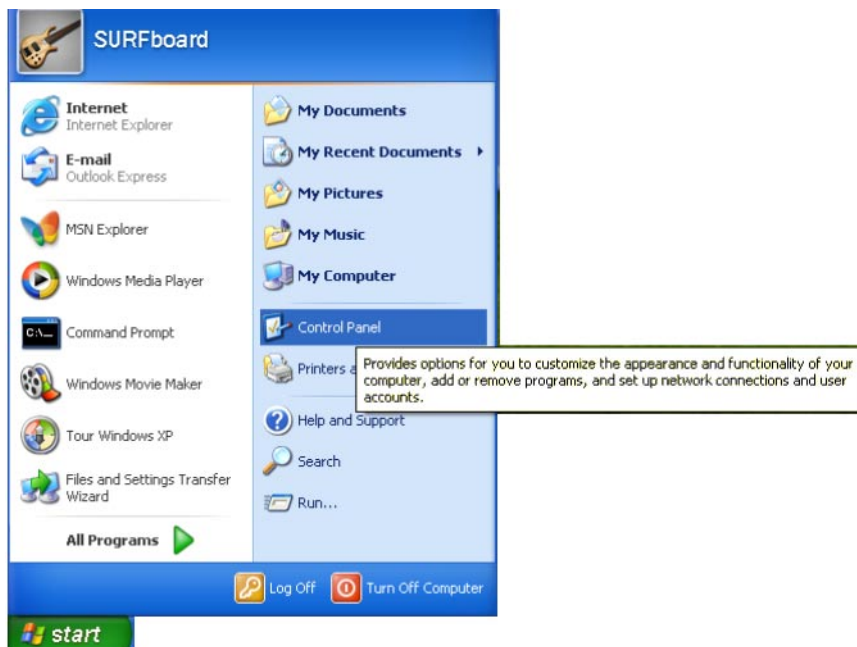 SURFboard
Internet
Internet Explorer
E-mail
Outlook Express
MSN Explorer
Windows Media Player
C:\_
Command Prompt
Windows Movie Maker
Tour Windows XP
Files and Settings Transfer
Wizard
All Programs
My Documents
My Recent Documents
My Pictures
My Music
My Computer
Control Panel
Printers a
Provides options for you to customize the appearance and functionality of your
computer, add or remove programs, and set up network connections and user
accounts.
Help and Support
Search
Run...
Log Off
Turn Off Computer
start